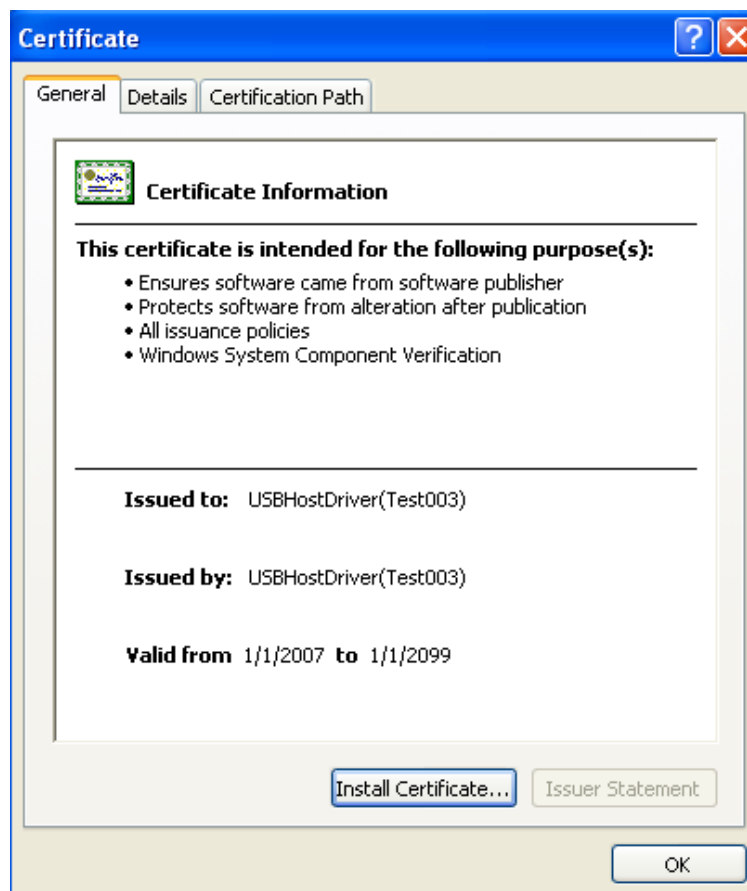 Certificate
General Details Certification Path
Certificate Information
This certificate is intended for the following purpose(s):
• Ensures software came from software publisher
• Protects software from alteration after publication
• All issuance policies
• Windows System Component Verification
Issued to: USBHostDriver(Test003)
Issued by: USBHostDriver(Test003)
Valid from 1/1/2007 to 1/1/2099
Install Certificate... Issuer Statement
OK